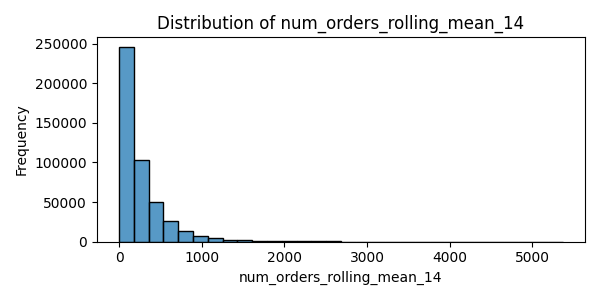 Distribution of num_orders_rolling_mean_14
250000
200000
150000
100000
50000
0
Frequency
0 1000 2000 3000 4000 5000
num_orders_rolling_mean_14